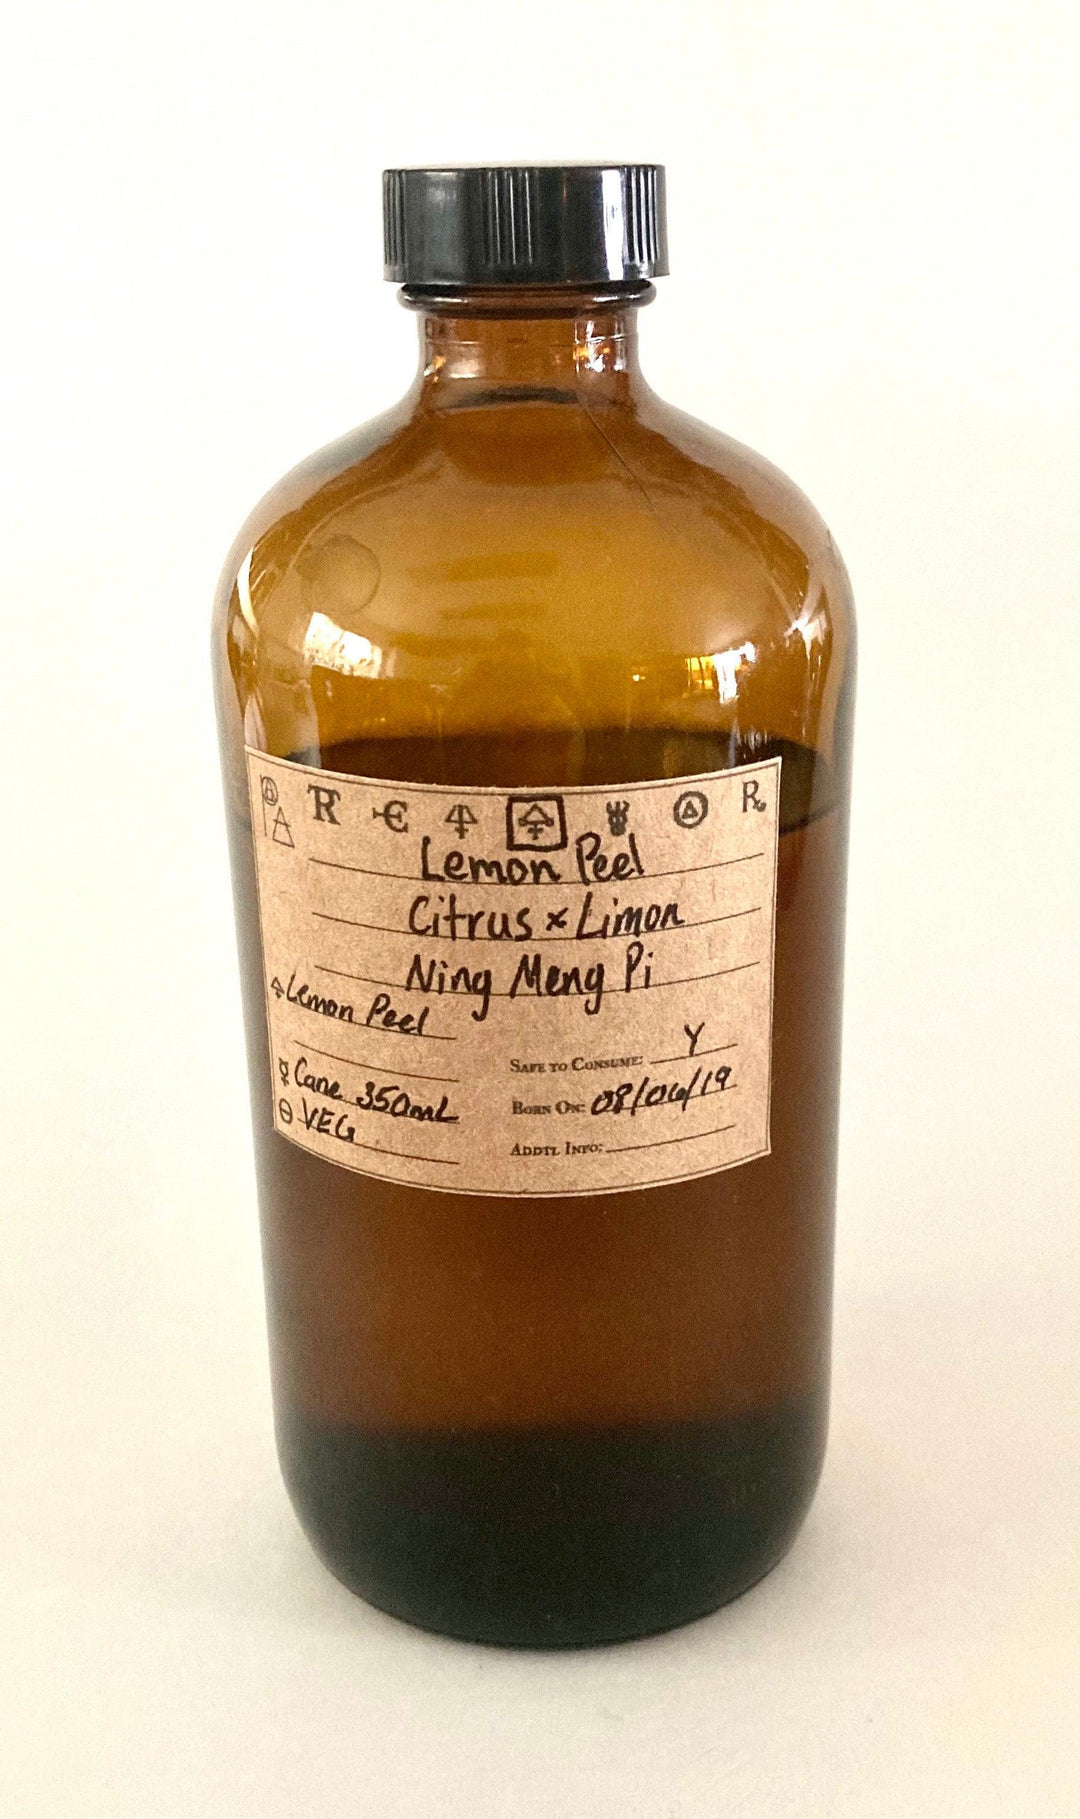 TR E R
Lemon Peel
Citrus × Limon
Ning Meng Pi
Lemon Peel
Cane 350mL
VEG
SAFE TO CONSUME: Y
BORN ON: 08/06/19
ADDTL INFO: